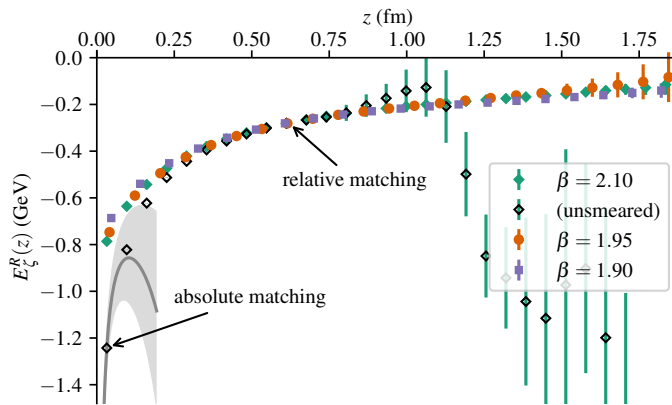 z (fm)
0.00 0.25 0.50 0.75 1.00 1.25 1.50 1.75
0.0
−0.2
−0.4
−0.6
−0.8
−1.0
−1.2
−1.4
E_ζ^R(z) (GeV)
relative matching
absolute matching
β = 2.10
(unsmeared)
β = 1.95
β = 1.90